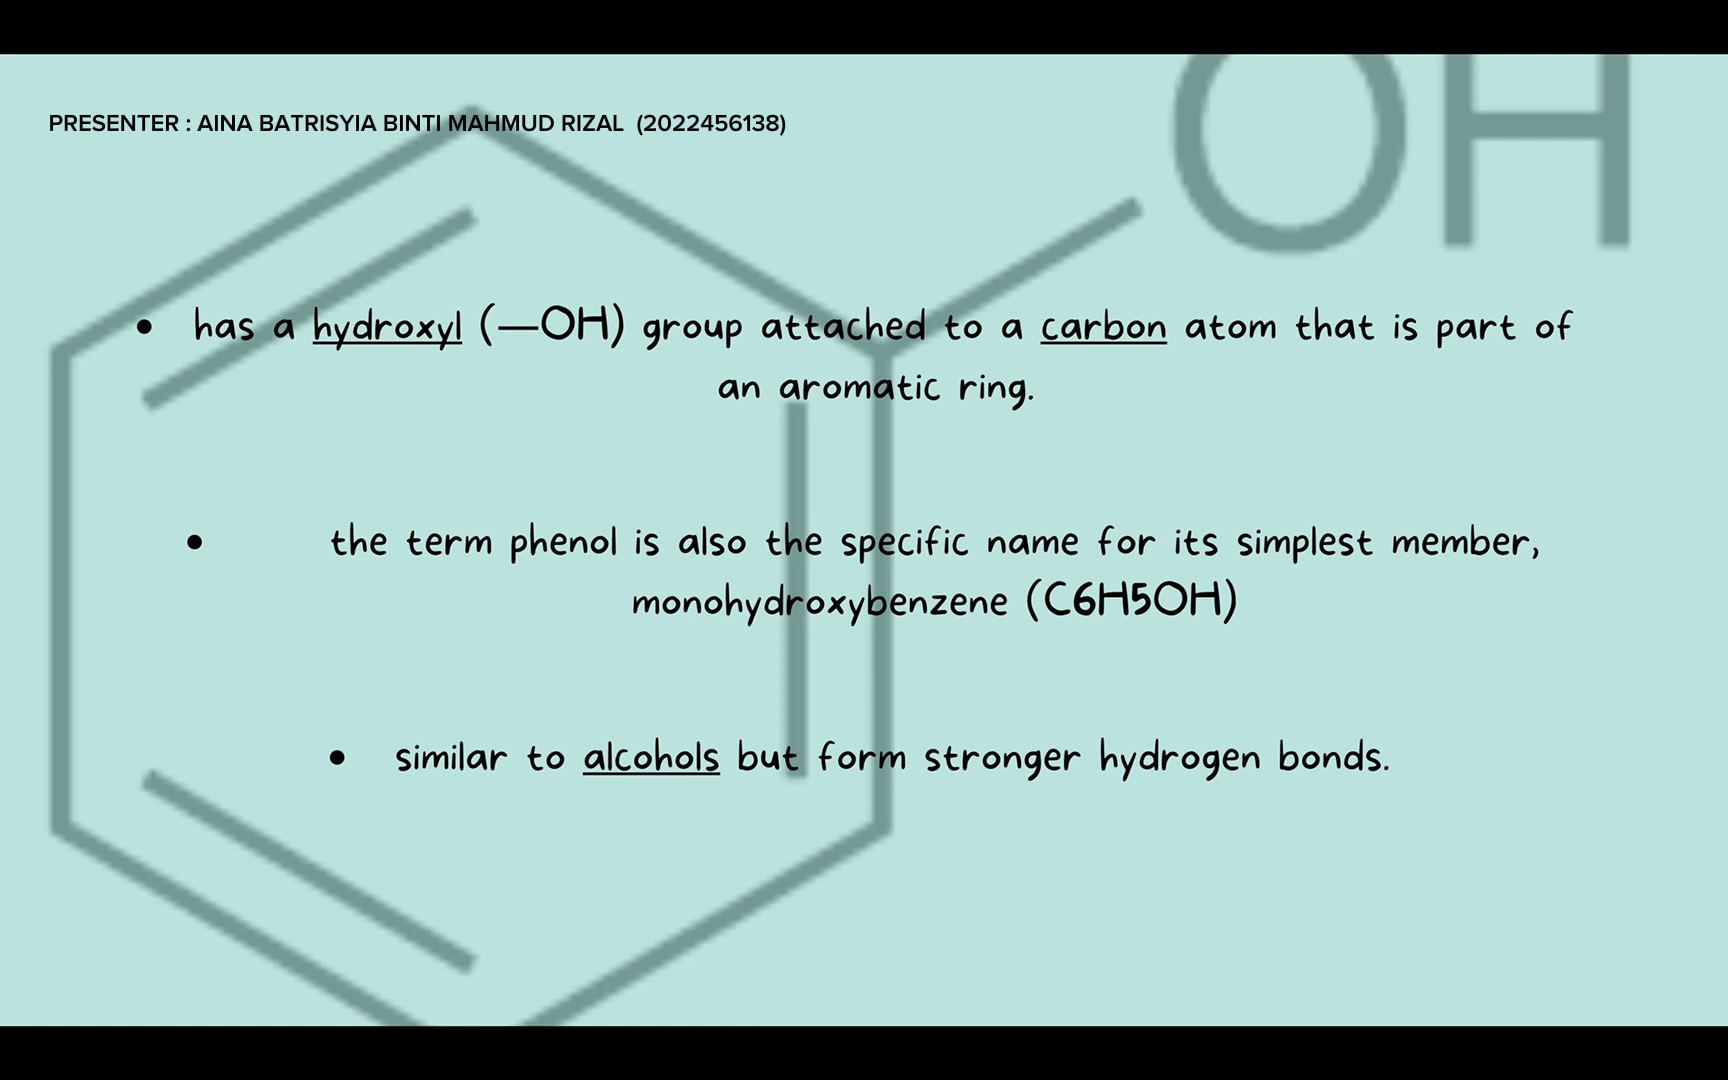 OH
PRESENTER : AINA BATRISYIA BINTI MAHMUD RIZAL (2022456138)
• has a hydroxyl (—OH) group attached to a carbon atom that is part of
an aromatic ring.
• the term phenol is also the specific name for its simplest member,
monohydroxybenzene (C6H5OH)
• similar to alcohols but form stronger hydrogen bonds.